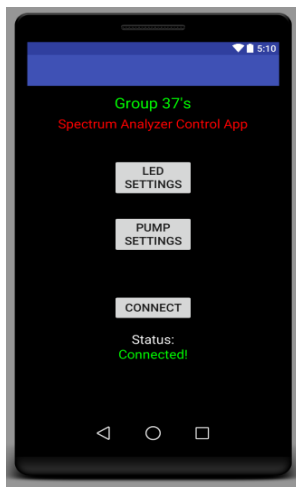 5:10
Group 37's
Spectrum Analyzer Control App
LED
SETTINGS
PUMP
SETTINGS
CONNECT
Status:
Connected!